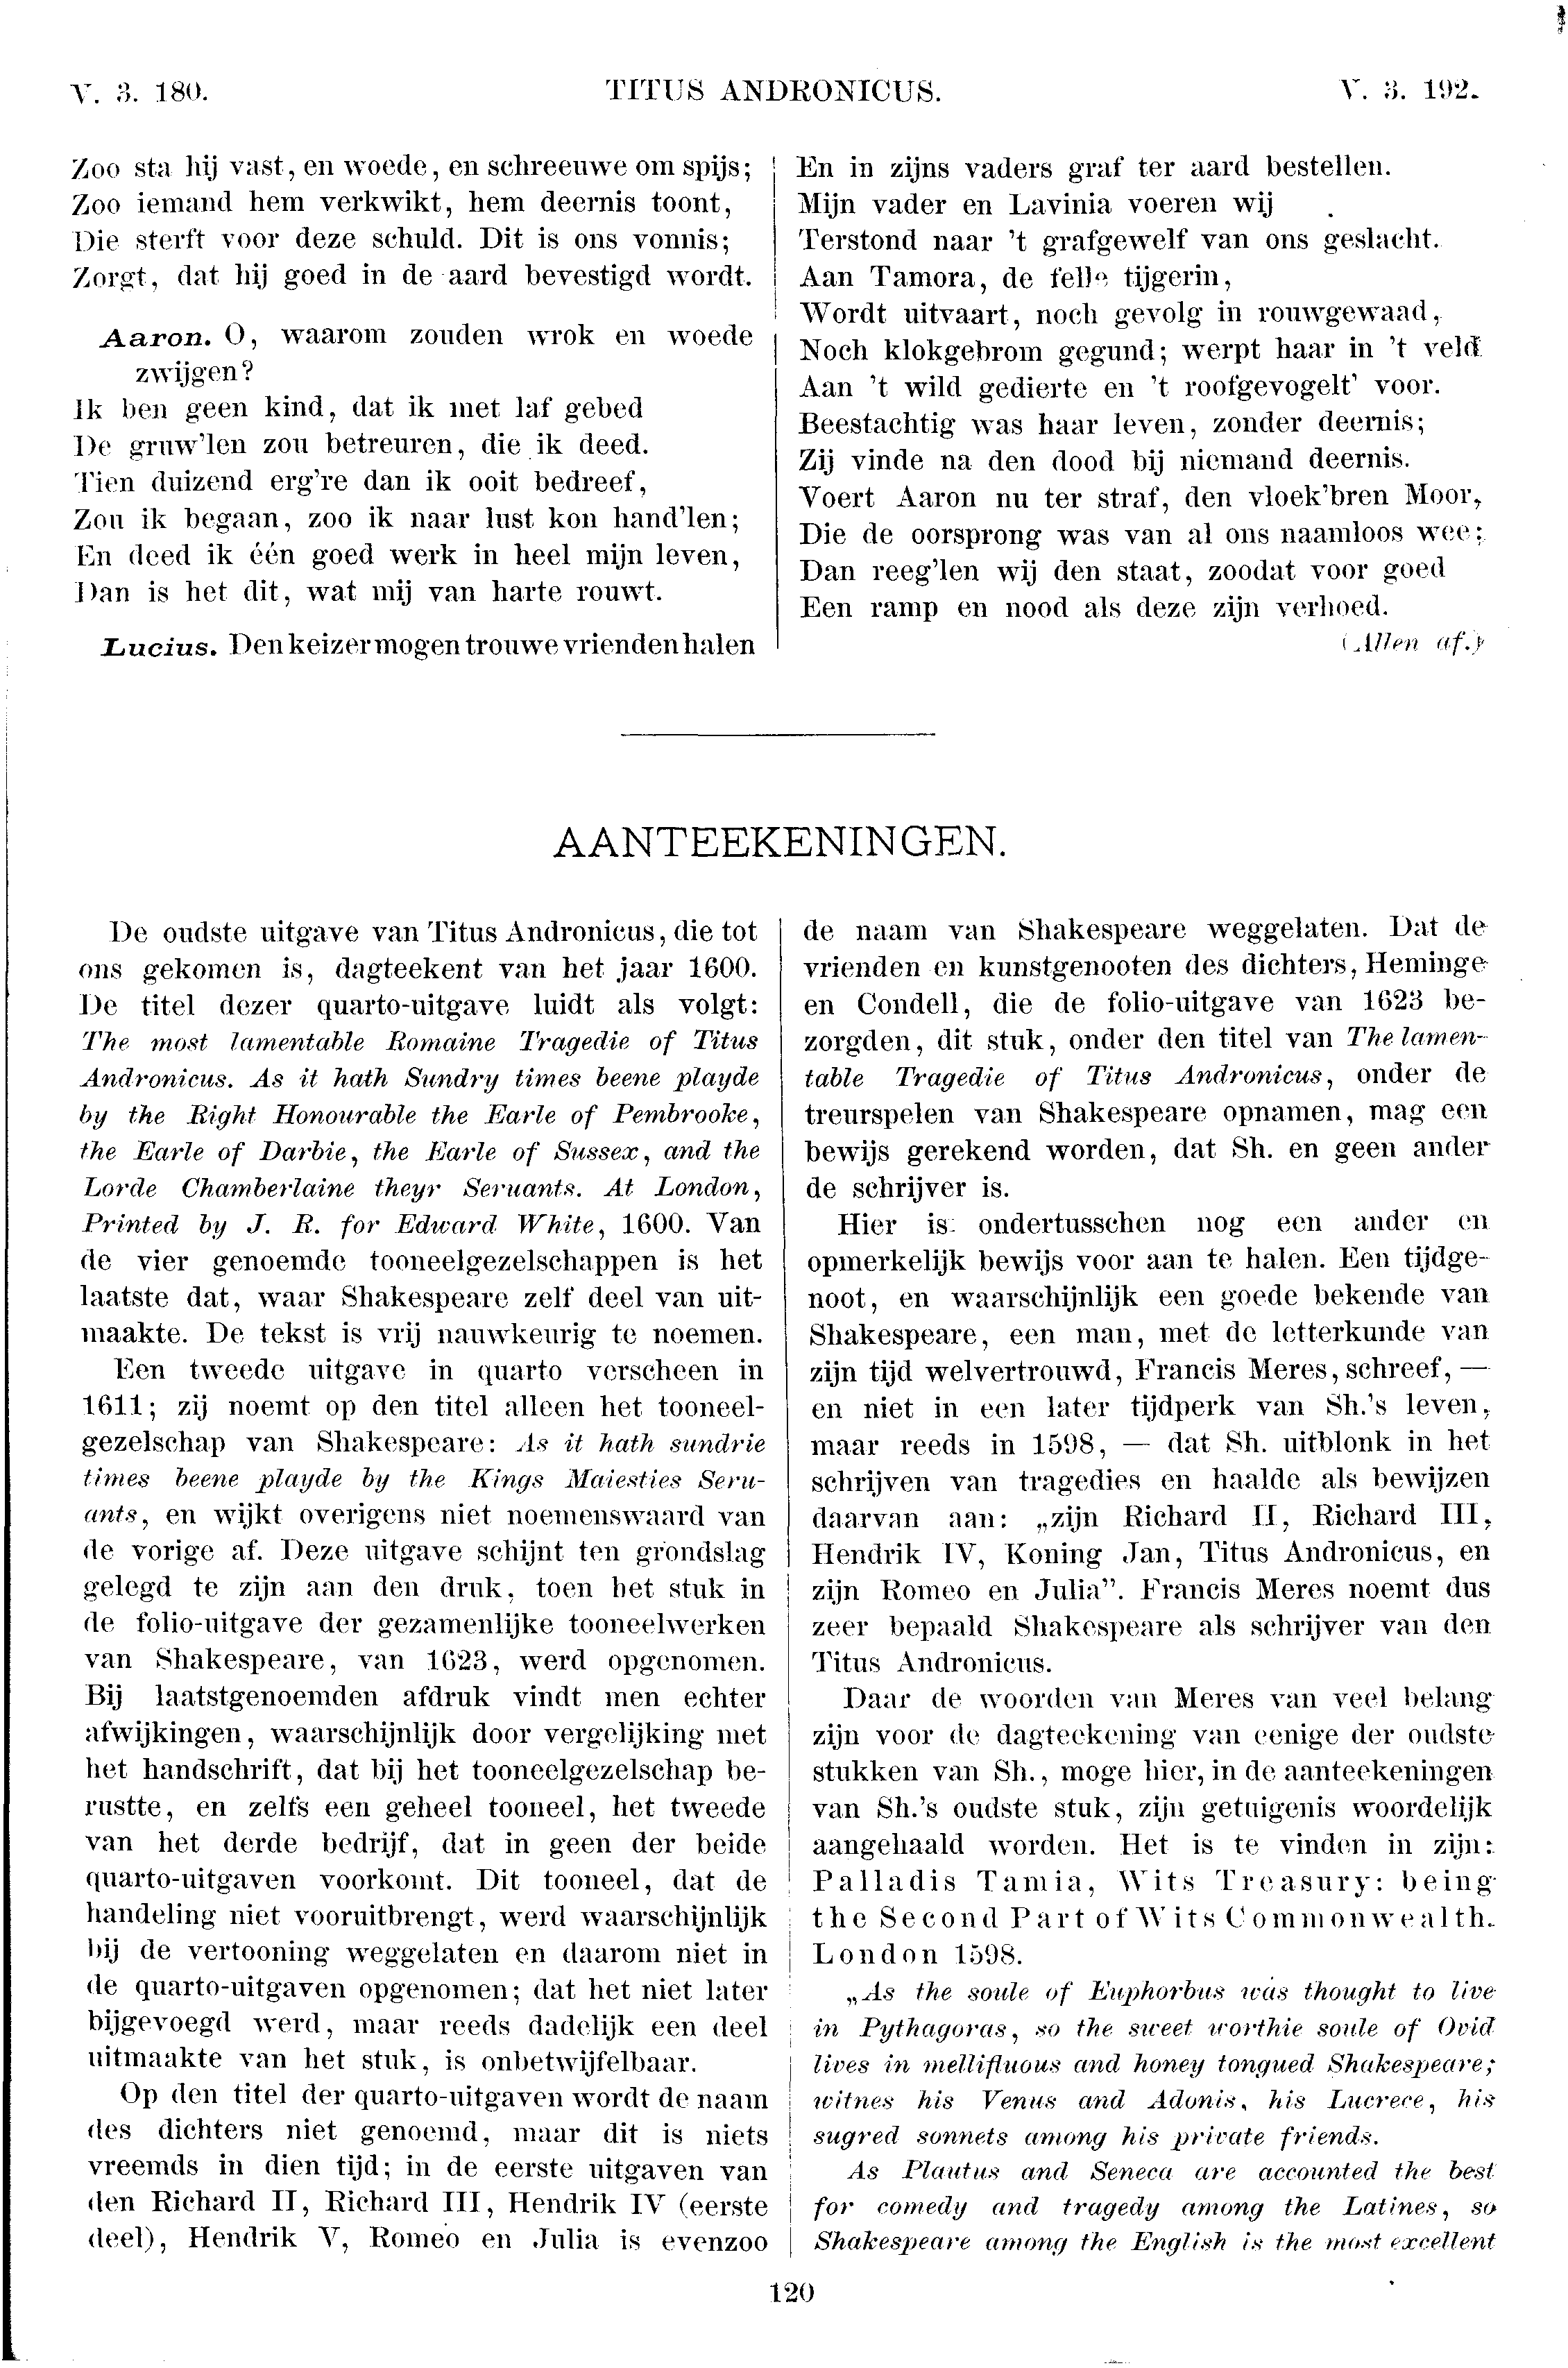 V. 3. 180.
TITUS ANDRONICUS.
V. 3. 192.
Zoo sta hij vast, en woede, en schreeuwe om spijs;
Zoo iemand hem verkwikt, hem deernis toont,
Die sterft voor deze schuld. Dit is ons vonnis;
Zorgt, dat hij goed in de aard bevestigd wordt.
Aaron. O, waarom zouden wrok en woede
zwijgen?
Ik ben geen kind, dat ik met laf gebed
De gruw'len zou betreuren, die ik deed.
Tien duizend erg're dan ik ooit bedreef,
Zou ik begaan, zoo ik naar lust kon hand'len;
En deed ik één goed werk in heel mijn leven,
Dan is het dit, wat mij van harte rouwt.
Lucius. Den keizer mogen trouwe vrienden halen
En in zijns vaders graf ter aard bestellen.
Mijn vader en Lavinia voeren wij
Terstond naar 't grafgewelf van ons geslacht.
Aan Tamora, de felle tijgerin,
Wordt uitvaart, noch gevolg in rouwgewaad,
Noch klokgebrom gegund; werpt haar in 't veld
Aan 't wild gedierte en 't roofgevogelt' voor.
Beestachtig was haar leven, zonder deernis;
Zij vinde na den dood bij niemand deernis.
Voert Aaron nu ter straf, den vloek'bren Moor,
Die de oorsprong was van al ons naamloos wee;
Dan reeg'len wij den staat, zoodat voor goed
Een ramp en nood als deze zijn verhoed.
(Allen af.)
AANTEEKENINGEN.
De oudste uitgave van Titus Andronicus, die tot
ons gekomen is, dagteekent van het jaar 1600.
De titel dezer quarto-uitgave luidt als volgt:
The most lamentable Romaine Tragedie of Titus
Andronicus. As it hath Sundry times beene playde
by the Right Honourable the Earle of Pembrooke,
the Earle of Darbie, the Earle of Sussex, and the
Lorde Chamberlaine theyr Seruants. At London,
Printed by J. R. for Edward White, 1600. Van
de vier genoemde tooneelgezelschappen is het
laatste dat, waar Shakespeare zelf deel van uit-
maakte. De tekst is vrij nauwkeurig te noemen.
Een tweede uitgave in quarto verscheen in
1611; zij noemt op den titel alleen het tooneel-
gezelschap van Shakespeare: As it hath sundrie
times beene playde by the Kings Maiesties Seru-
ants, en wijkt overigens niet noemenswaard van
de vorige af. Deze uitgave schijnt ten grondslag
gelegd te zijn aan den druk, toen het stuk in
de folio-uitgave der gezamenlijke tooneelwerken
van Shakespeare, van 1623, werd opgenomen.
Bij laatstgenoemden afdruk vindt men echter
afwijkingen, waarschijnlijk door vergelijking met
het handschrift, dat bij het tooneelgezelschap be-
rustte, en zelfs een geheel tooneel, het tweede
van het derde bedrijf, dat in geen der beide
quarto-uitgaven voorkomt. Dit tooneel, dat de
handeling niet vooruitbrengt, werd waarschijnlijk
bij de vertooning weggelaten en daarom niet in
de quarto-uitgaven opgenomen; dat het niet later
bijgevoegd werd, maar reeds dadelijk een deel
uitmaakte van het stuk, is onbetwijfelbaar.
Op den titel der quarto-uitgaven wordt de naam
des dichters niet genoemd, maar dit is niets
vreemds in dien tijd; in de eerste uitgaven van
den Richard II, Richard III, Hendrik IV (eerste
deel), Hendrik V, Romeo en Julia is evenzoo
de naam van Shakespeare weggelaten. Dat de
vrienden en kunstgenooten des dichters, Heminge
en Condell, die de folio-uitgave van 1623 be-
zorgden, dit stuk, onder den titel van The lamen-
table Tragedie of Titus Andronicus, onder de
treurspelen van Shakespeare opnamen, mag een
bewijs gerekend worden, dat Sh. en geen ander
de schrijver is.
Hier is ondertusschen nog een ander en
opmerkelijk bewijs voor aan te halen. Een tijdge-
noot, en waarschijnlijk een goede bekende van
Shakespeare, een man, met de letterkunde van
zijn tijd welvertrouwd, Francis Meres, schreef, —
en niet in een later tijdperk van Sh.'s leven,
maar reeds in 1598, — dat Sh. uitblonk in het
schrijven van tragedies en haalde als bewijzen
daarvan aan: „zijn Richard II, Richard III,
Hendrik IV, Koning Jan, Titus Andronicus, en
zijn Romeo en Julia”. Francis Meres noemt dus
zeer bepaald Shakespeare als schrijver van den
Titus Andronicus.
Daar de woorden van Meres van veel belang
zijn voor de dagteekening van eenige der oudste
stukken van Sh., moge hier, in de aanteekeningen
van Sh.'s oudste stuk, zijn getuigenis woordelijk
aangehaald worden. Het is te vinden in zijn:
Palladis Tamia, Wits Treasury: being
the Second Part of Wits Commonwealth.
London 1598.
„As the soule of Euphorbus was thought to live
in Pythagoras, so the sweet worthie soule of Ovid
lives in mellifluous and honey tongued Shakespeare;
witnes his Venus and Adonis, his Lucrece, his
sugred sonnets among his private friends.
As Plautus and Seneca are accounted the best
for comedy and tragedy among the Latines, so
Shakespeare among the English is the most excellent
120